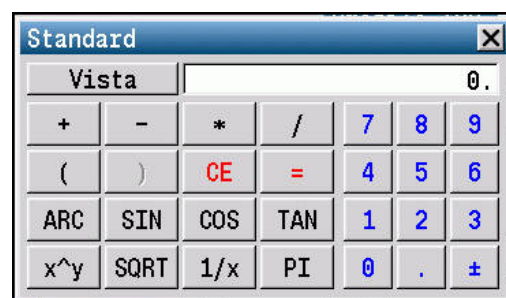 Standard
Vista 0.
+ - * / 7 8 9
( ) CE = 4 5 6
ARC SIN COS TAN 1 2 3
x^y SQRT 1/x PI 0 . ±